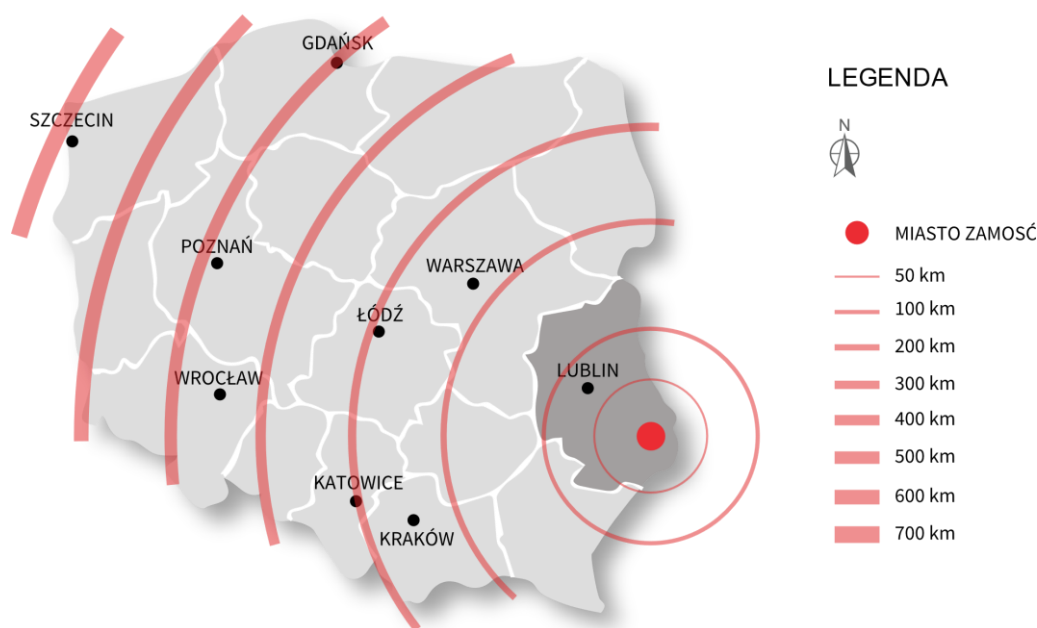 GDAŃSK
SZCZECIN
POZNAŃ
WARSZAWA
ŁÓDŹ
WROCŁAW
LUBLIN
KATOWICE
KRAKÓW
LEGENDA
N
MIASTO ZAMOŚĆ
50 km
100 km
200 km
300 km
400 km
500 km
600 km
700 km